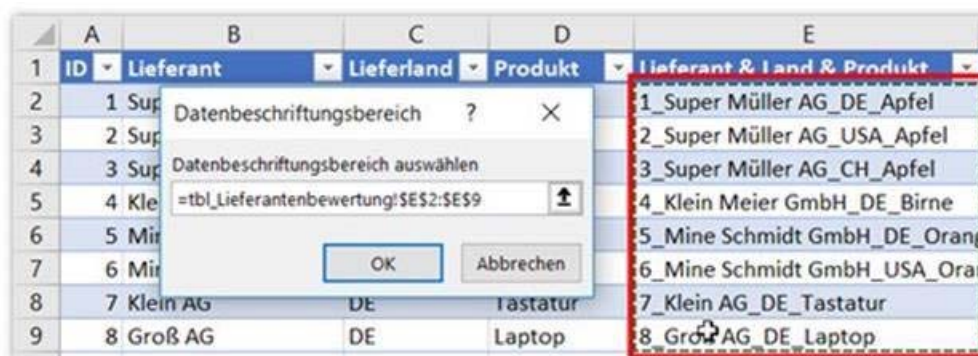 A B C D E
1 ID Lieferant Lieferland Produkt Lieferant & Land & Produkt
2 1 Sup 1_Super Müller AG_DE_Apfel
3 2 Sup 2_Super Müller AG_USA_Apfel
4 3 Sup 3_Super Müller AG_CH_Apfel
5 4 Kle 4_Klein Meier GmbH_DE_Birne
6 5 Mir 5_Mine Schmidt GmbH_DE_Orang
7 6 Mir 6_Mine Schmidt GmbH_USA_Ora
8 7 Klein AG DE Tastatur 7_Klein AG_DE_Tastatur
9 8 Groß AG DE Laptop 8_Groß AG_DE_Laptop
Datenbeschriftungsbereich ?
Datenbeschriftungsbereich auswählen
=tbl_Lieferantenbewertung!$E$2:$E$9
OK Abbrechen